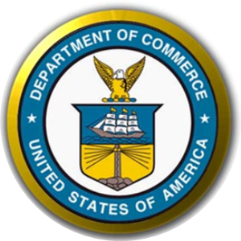 DEPARTMENT OF COMMERCE
UNITED STATES OF AMERICA